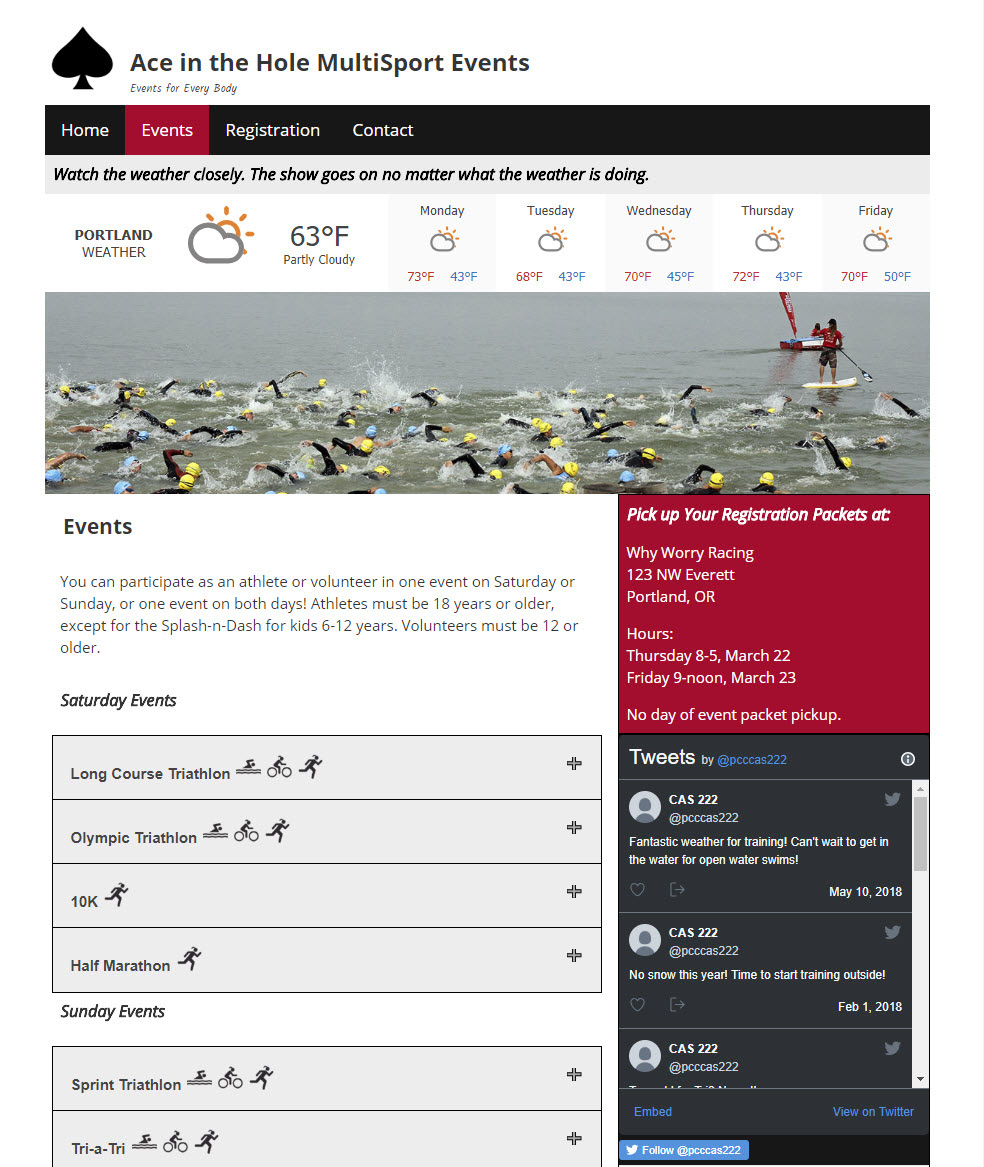 Ace in the Hole MultiSport Events
Events for Every Body
Home Events Registration Contact
Watch the weather closely. The show goes on no matter what the weather is doing.
PORTLAND
WEATHER
63°F
Partly Cloudy
Monday
73°F 43°F
Tuesday
68°F 43°F
Wednesday
70°F 45°F
Thursday
72°F 43°F
Friday
70°F 50°F
Events
You can participate as an athlete or volunteer in one event on Saturday or
Sunday, or one event on both days! Athletes must be 18 years or older,
except for the Splash-n-Dash for kids 6-12 years. Volunteers must be 12 or
older.
Saturday Events
Long Course Triathlon
Olympic Triathlon
10K
Half Marathon
Sunday Events
Sprint Triathlon
Tri-a-Tri
Pick up Your Registration Packets at:
Why Worry Racing
123 NW Everett
Portland, OR
Hours:
Thursday 8-5, March 22
Friday 9-noon, March 23
No day of event packet pickup.
Tweets by @pcccas222
CAS 222
@pcccas222
Fantastic weather for training! Can't wait to get in
the water for open water swims!
May 10, 2018
CAS 222
@pcccas222
No snow this year! Time to start training outside!
Feb 1, 2018
CAS 222
@pcccas222
Embed View on Twitter
Follow @pcccas222